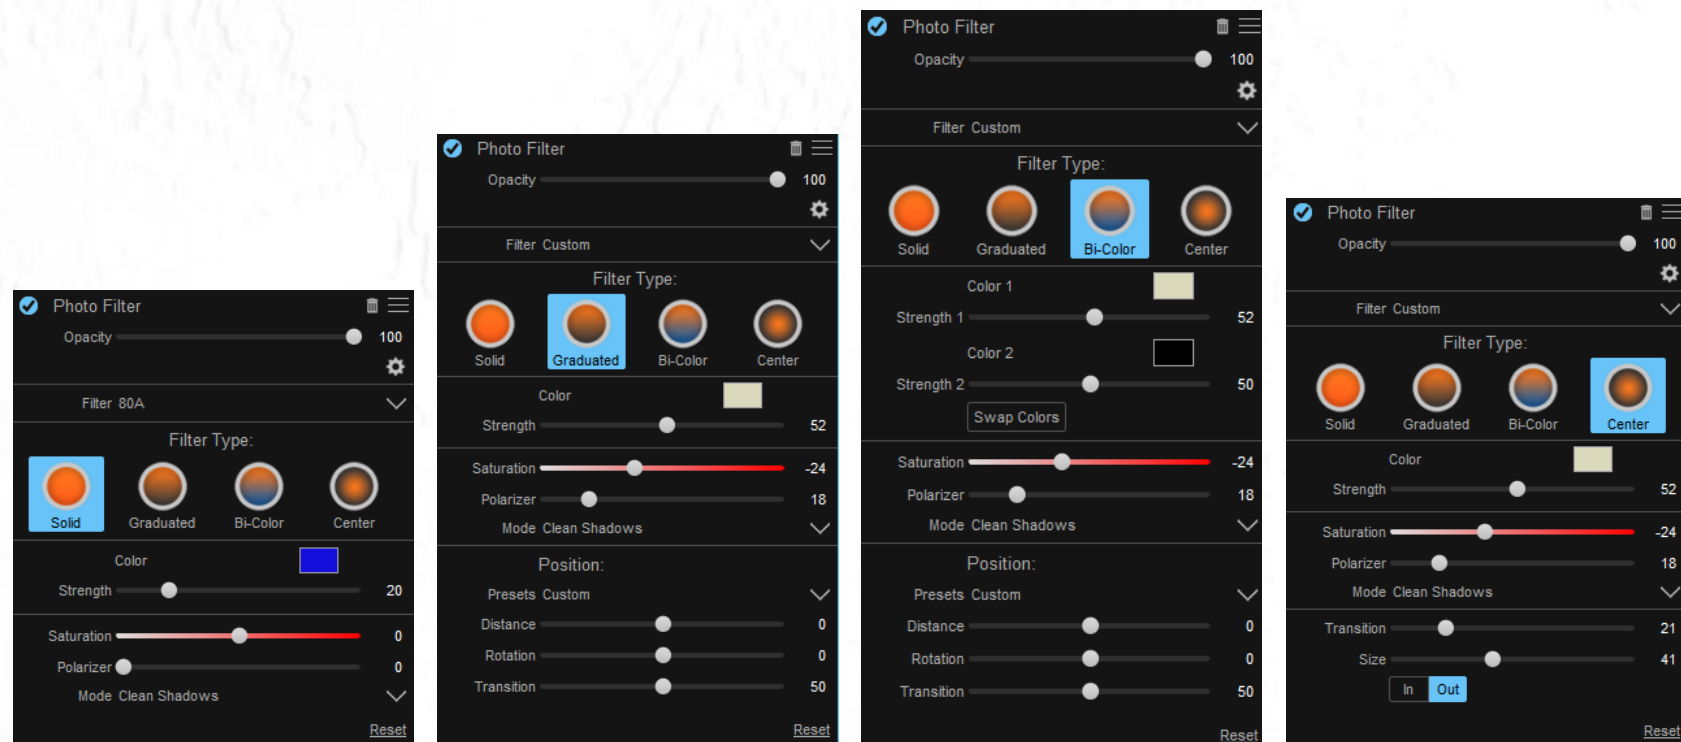 Photo Filter
Opacity 100
Filter 80A
Filter Type:
Solid Graduated Bi-Color Center
Color
Strength 20
Saturation 0
Polarizer 0
Mode Clean Shadows
Reset
Photo Filter
Opacity 100
Filter Custom
Filter Type:
Solid Graduated Bi-Color Center
Color
Strength 52
Saturation -24
Polarizer 18
Mode Clean Shadows
Position:
Presets Custom
Distance 0
Rotation 0
Transition 50
Reset
Photo Filter
Opacity 100
Filter Custom
Filter Type:
Solid Graduated Bi-Color Center
Color 1
Strength 1 52
Color 2
Strength 2 50
Swap Colors
Saturation -24
Polarizer 18
Mode Clean Shadows
Position:
Presets Custom
Distance 0
Rotation 0
Transition 50
Reset
Photo Filter
Opacity 100
Filter Custom
Filter Type:
Solid Graduated Bi-Color Center
Color
Strength 52
Saturation -24
Polarizer 18
Mode Clean Shadows
Transition 21
Size 41
In Out
Reset